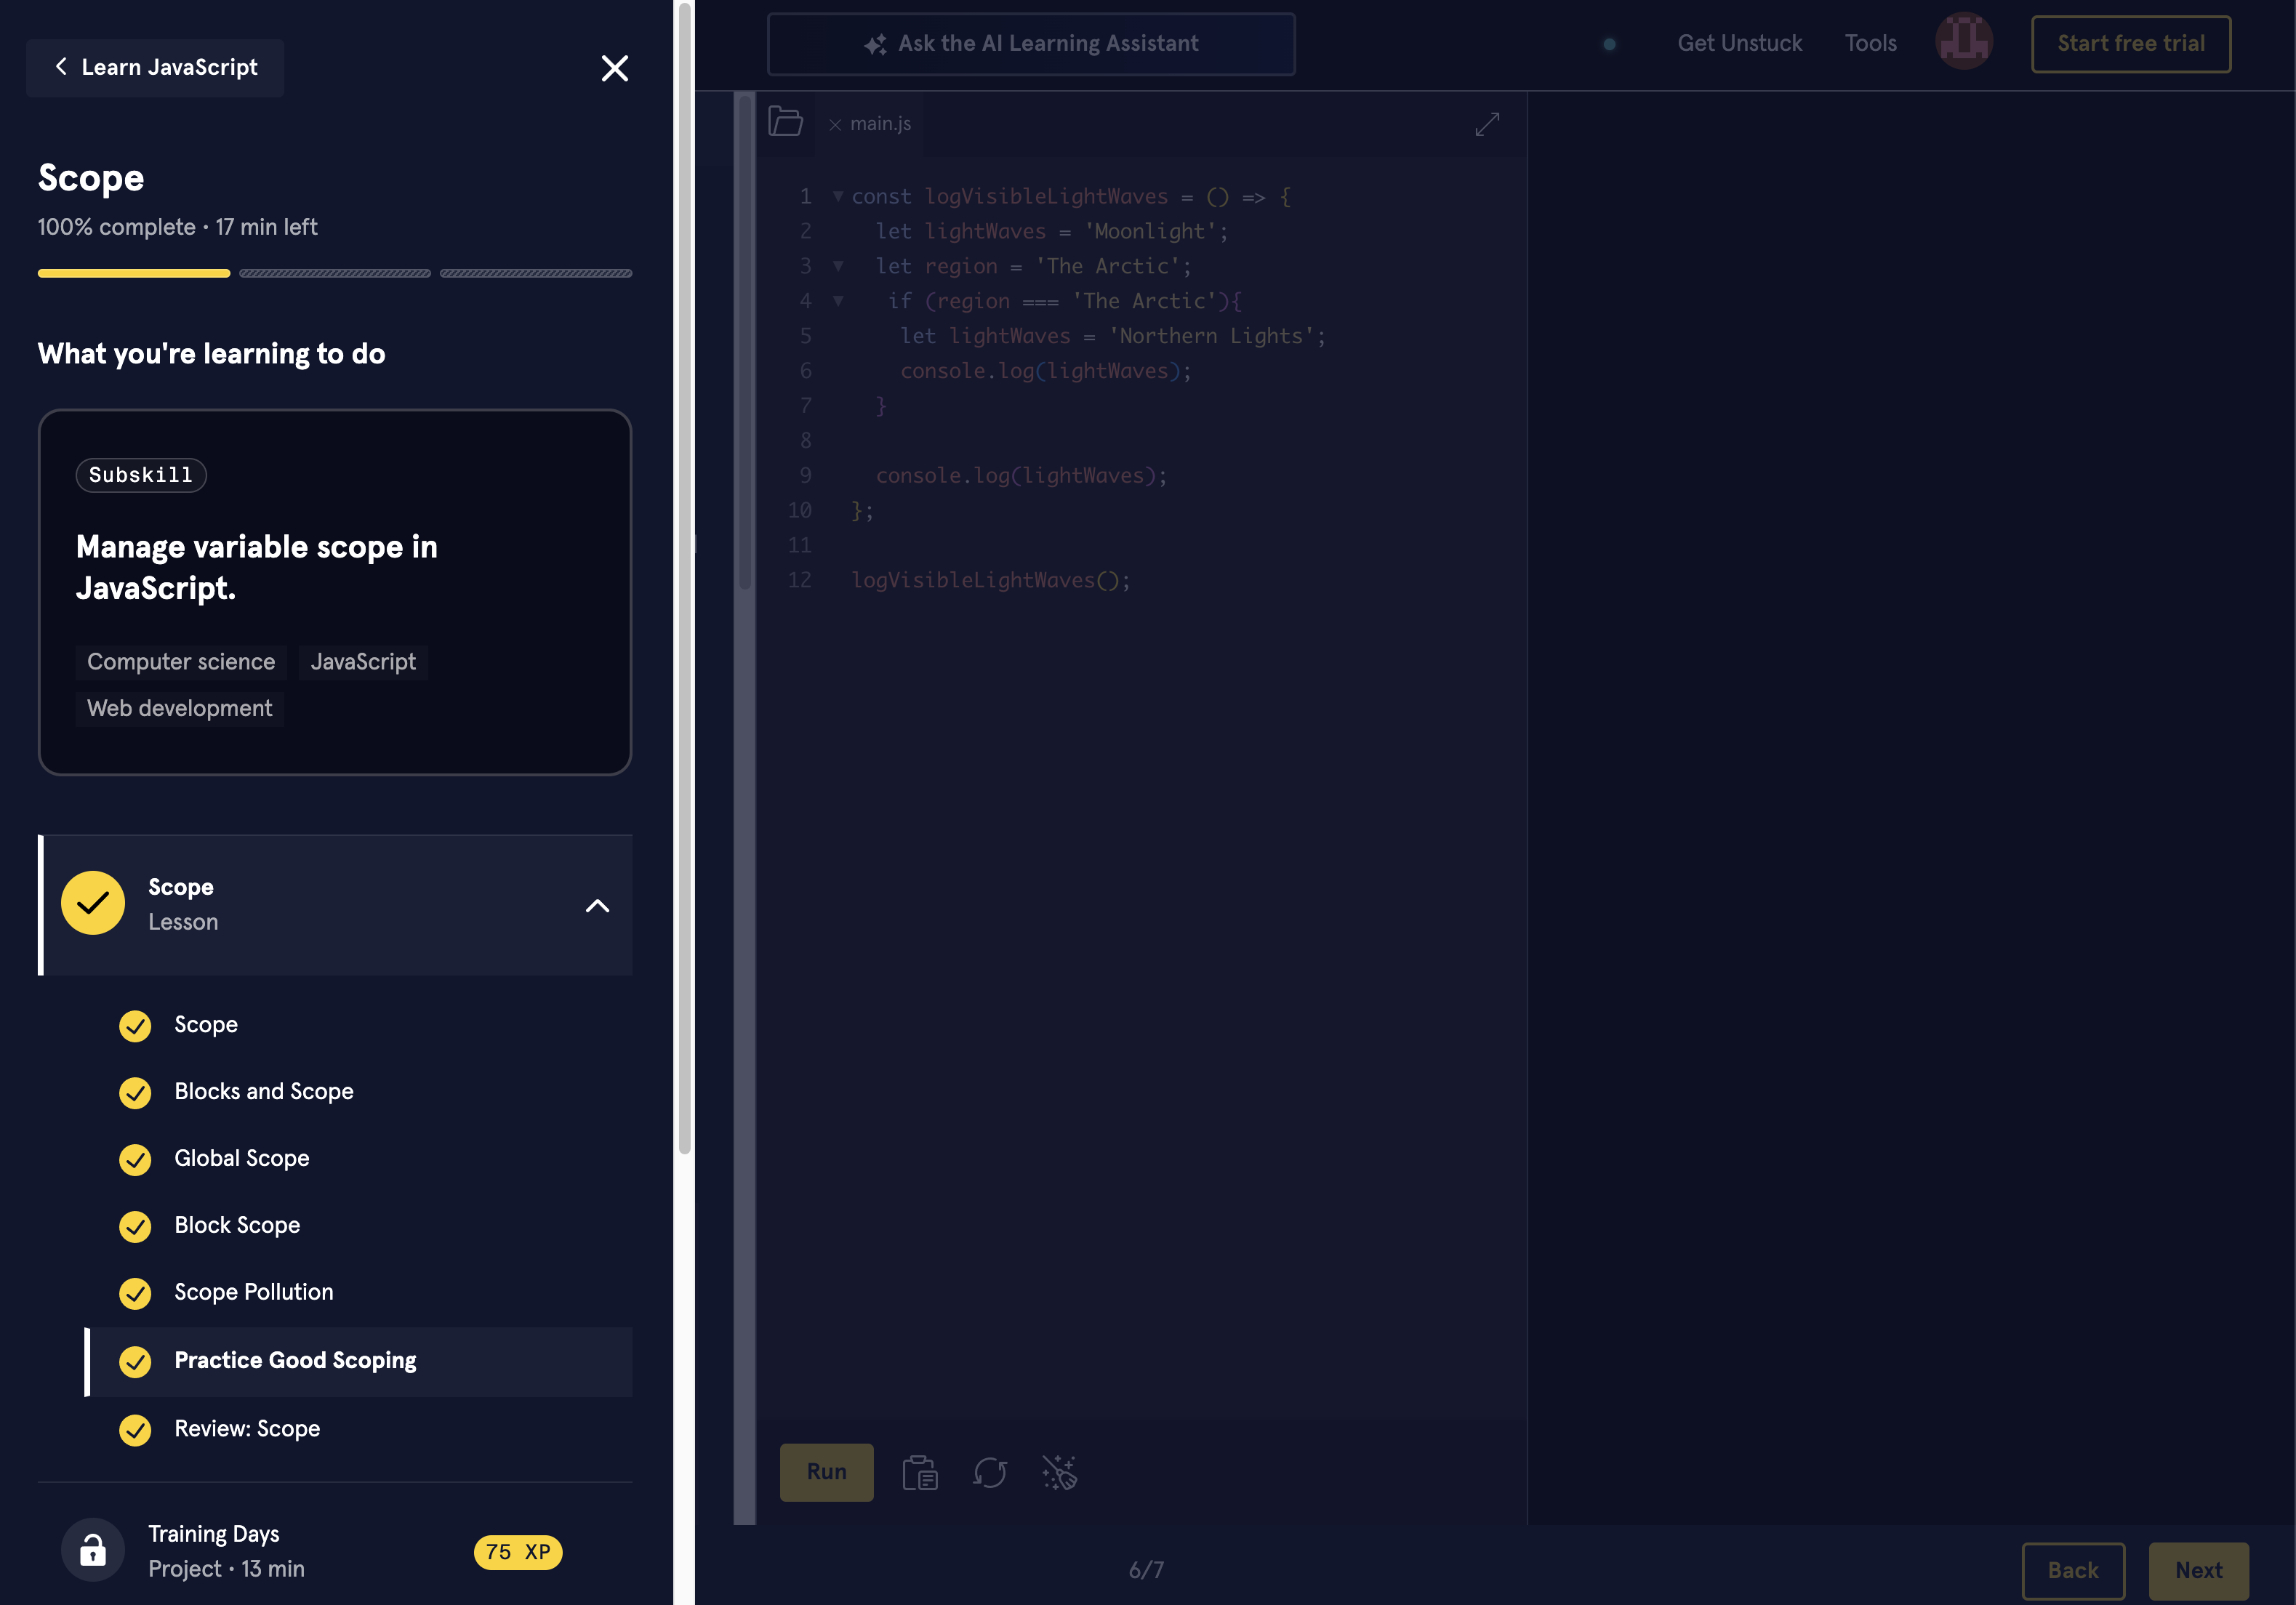 Learn JavaScript
Scope
100% complete • 17 min left
What you're learning to do
Subskill
Manage variable scope in
JavaScript.
Computer science JavaScript
Web development
Scope
Lesson
Scope
Blocks and Scope
Global Scope
Block Scope
Scope Pollution
Practice Good Scoping
Review: Scope
Training Days
Project • 13 min
75 XP
Ask the AI Learning Assistant
Get Unstuck
Tools
Start free trial
main.js
1 const logVisibleLightWaves = () => {
2 let lightWaves = 'Moonlight';
3 let region = 'The Arctic';
4 if (region === 'The Arctic'){
5 let lightWaves = 'Northern Lights';
6 console.log(lightWaves);
7 }
8
9 console.log(lightWaves);
10 };
11
12 logVisibleLightWaves();
Run
6/7
Back
Next